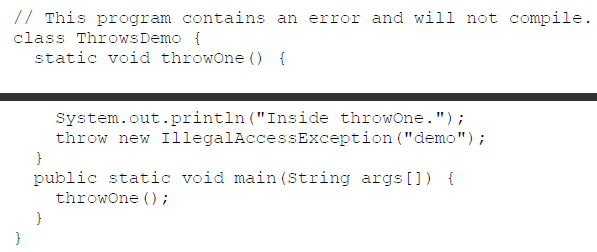 // This program contains an error and will not compile.
class ThrowsDemo {
static void throwOne() {
System.out.println("Inside throwOne.");
throw new IllegalAccessException("demo");
}
public static void main(String args[]) {
throwOne();
}
}